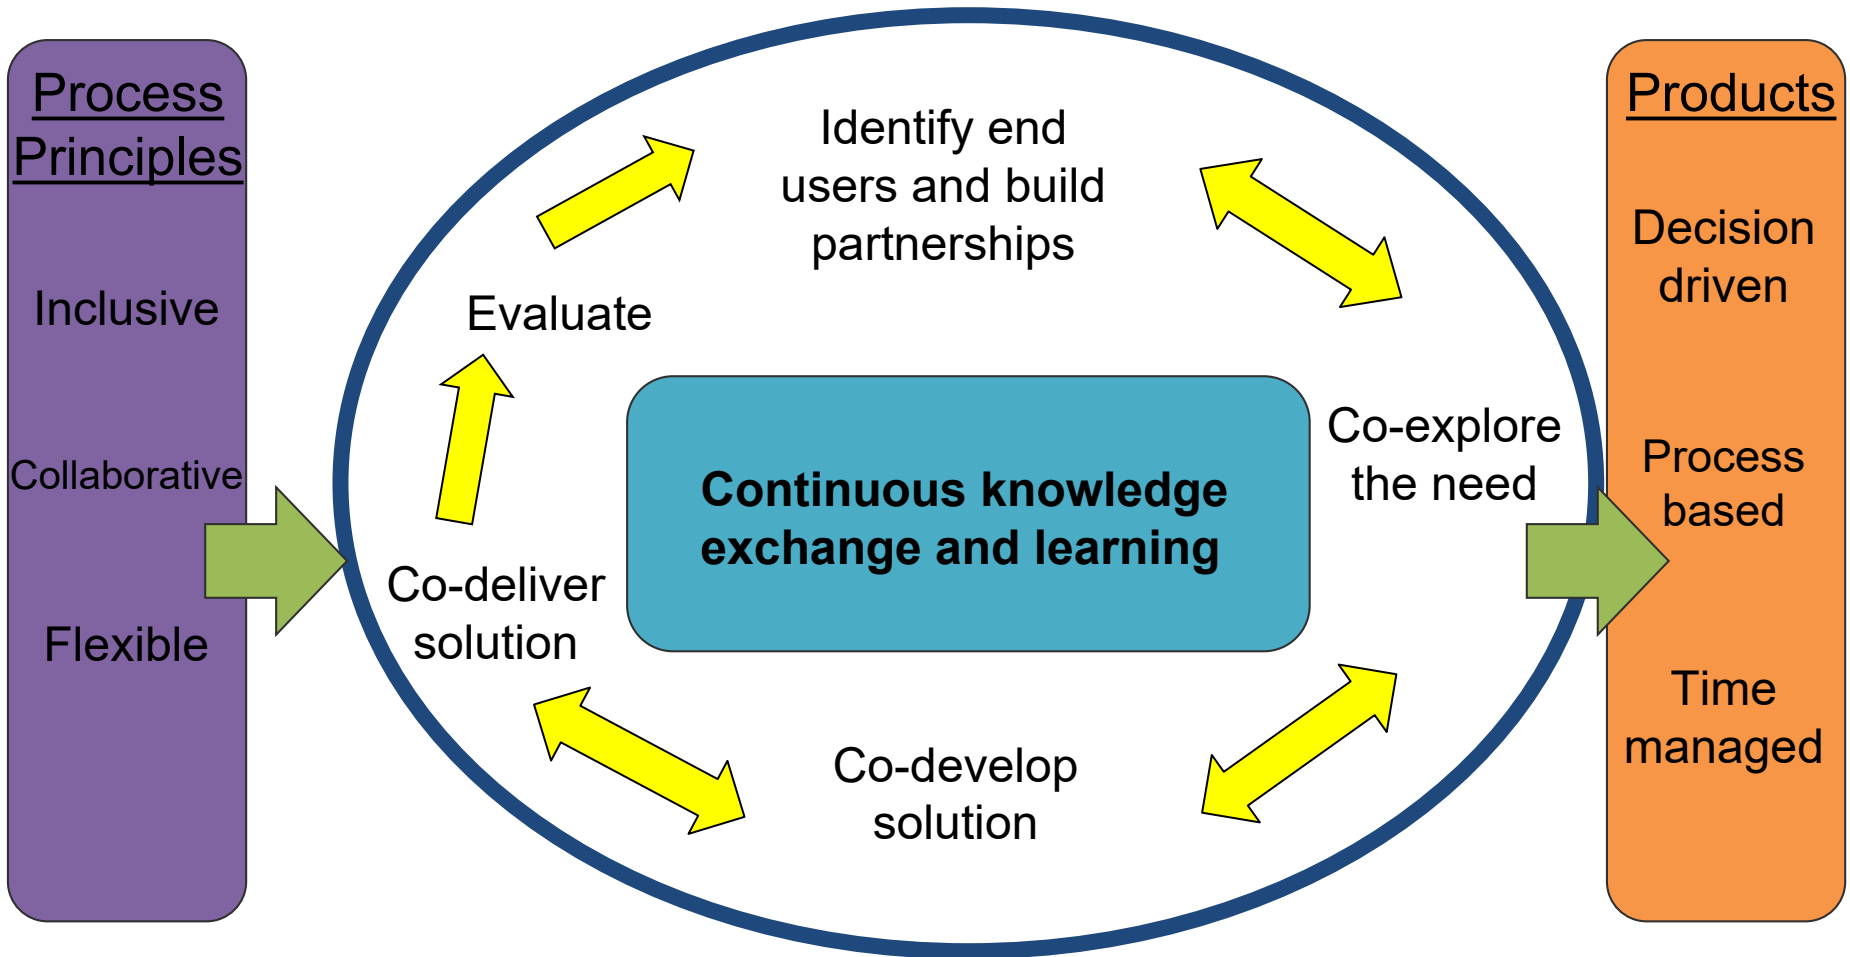 Process
Principles
Inclusive
Collaborative
Flexible
Identify end
users and build
partnerships
Evaluate
Co-explore
the need
Continuous knowledge
exchange and learning
Co-deliver
solution
Co-develop
solution
Products
Decision
driven
Process
based
Time
managed